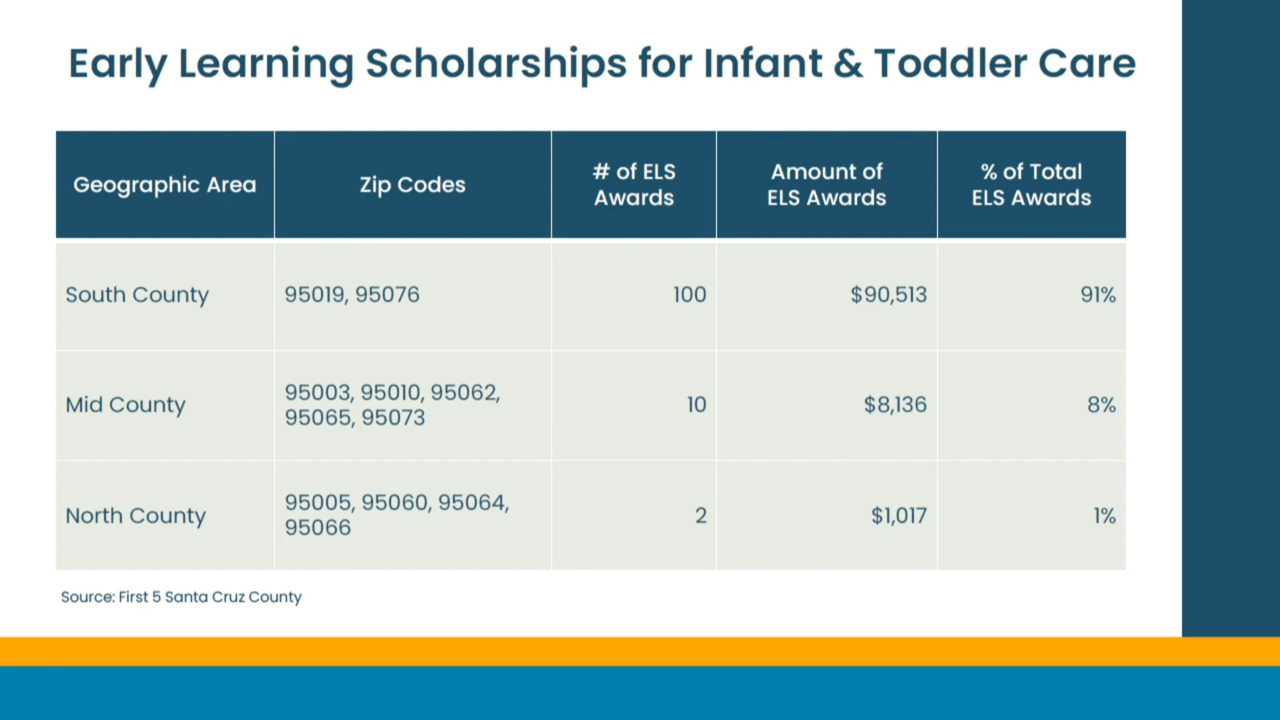 Early Learning Scholarships for Infant & Toddler Care
Geographic Area
Zip Codes
# of ELS
Awards
Amount of
ELS Awards
% of Total
ELS Awards
South County
95019, 95076
100
$90,513
91%
Mid County
95003, 95010, 95062,
95065, 95073
10
$8,136
8%
North County
95005, 95060, 95064,
95066
2
$1,017
1%
Source: First 5 Santa Cruz County